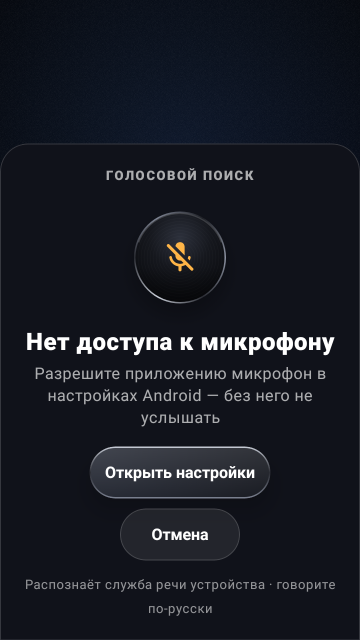 ГОЛОСОВОЙ ПОИСК
Нет доступа к микрофону
Разрешите приложению микрофон в
настройках Android — без него не
услышать
Открыть настройки
Отмена
Распознаёт служба речи устройства · говорите
по-русски